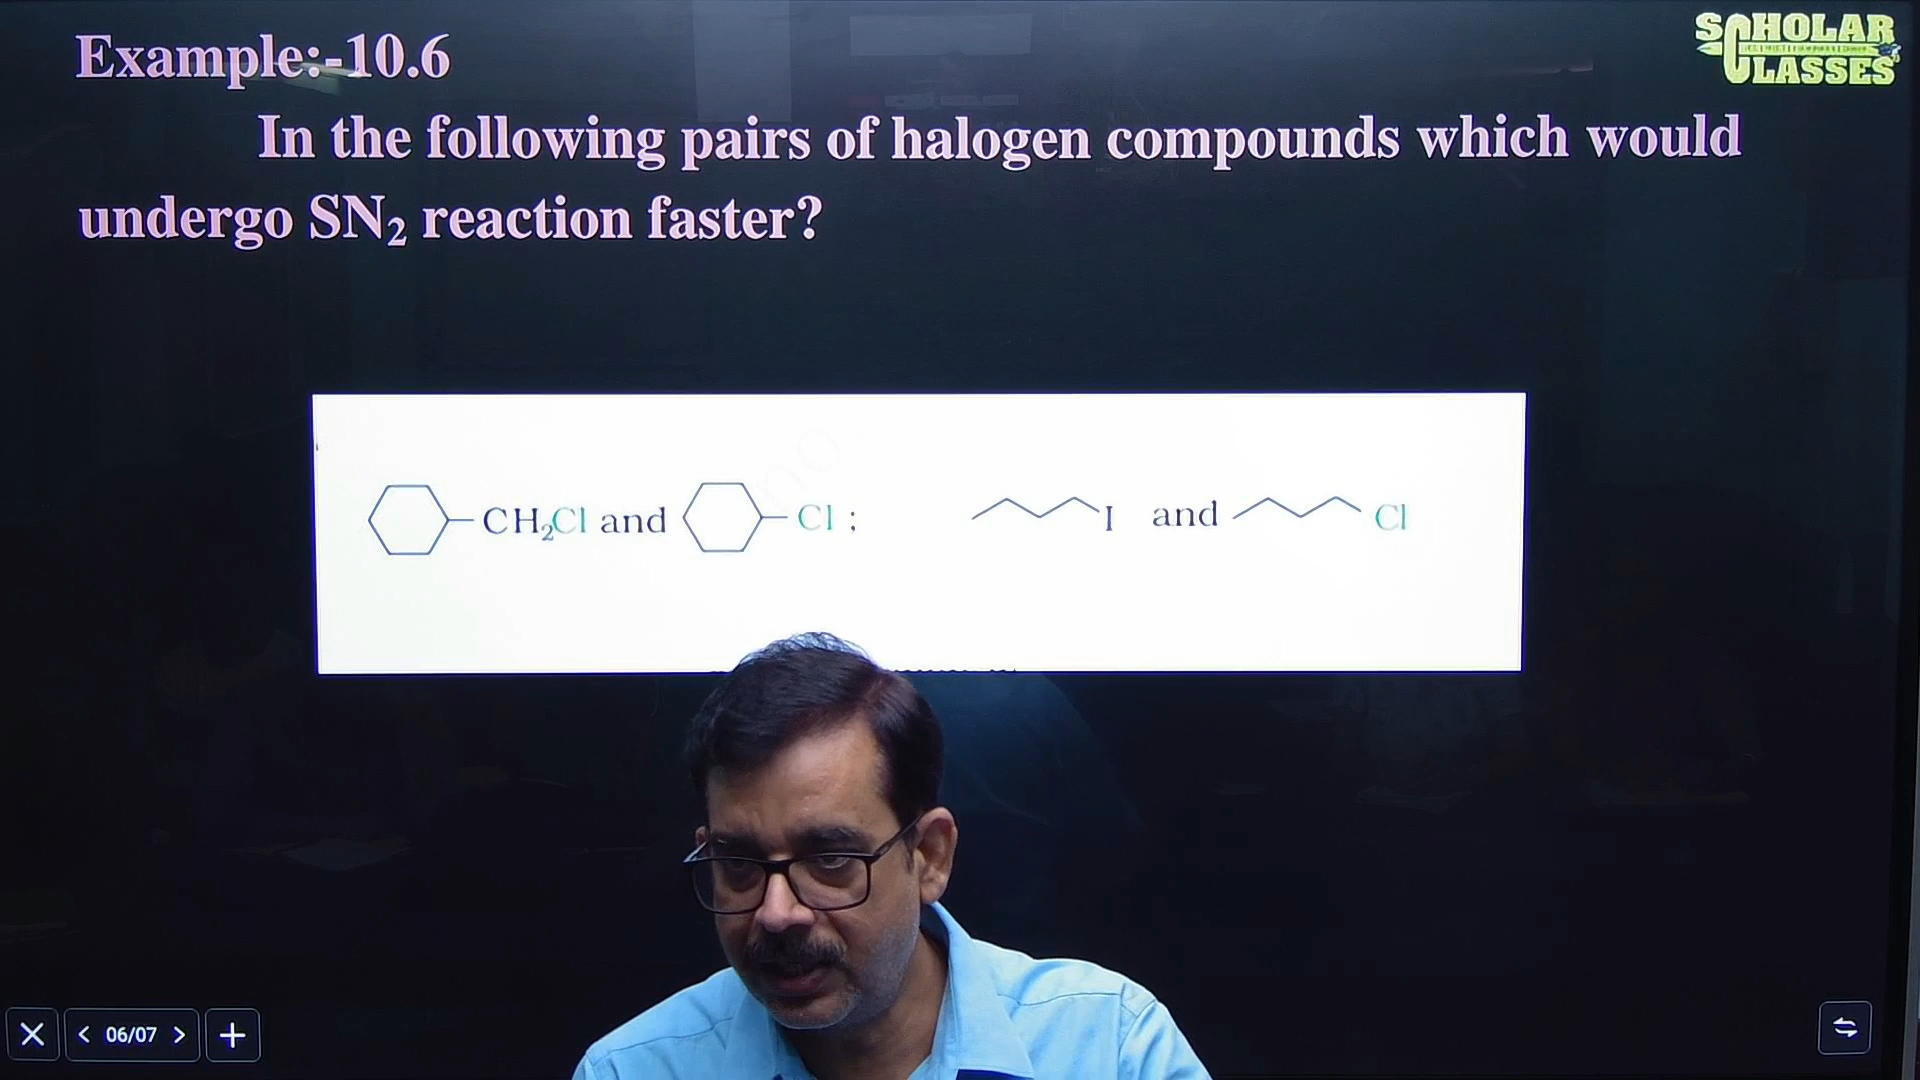 Example:-10.6
SCHOLAR
CLASSES
In the following pairs of halogen compounds which would
undergo SN₂ reaction faster?
CH₂Cl and Cl ; I and Cl
06/07